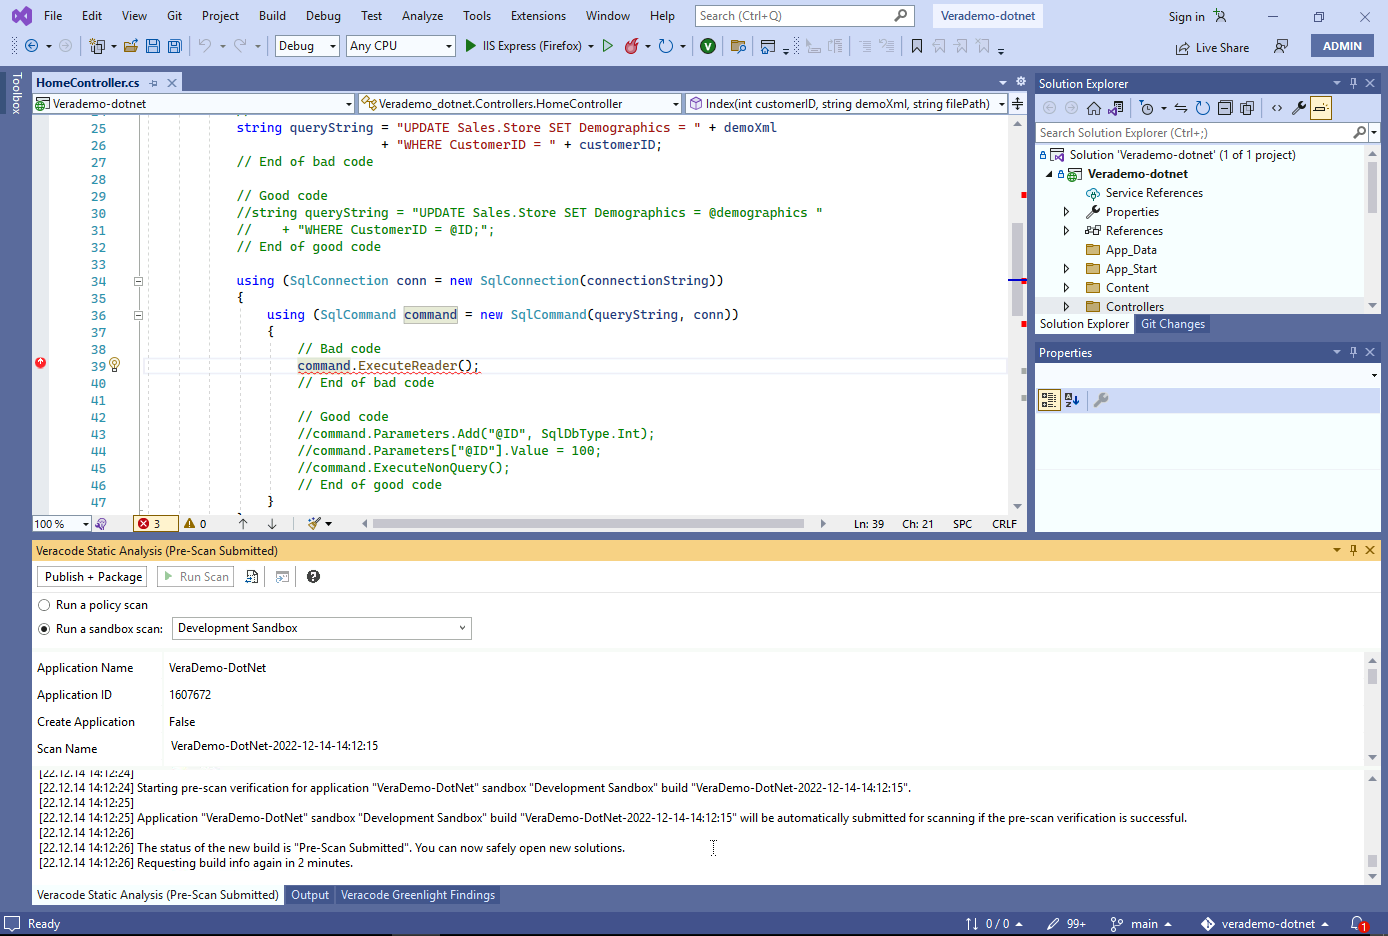 File Edit View Git Project Build Debug Test Analyze Tools Extensions Window Help Search (Ctrl+Q) Verademo-dotnet Sign in
Debug Any CPU IIS Express (Firefox) Live Share ADMIN
Toolbox
HomeController.cs
Verademo-dotnet Verademo_dotnet.Controllers.HomeController Index(int customerID, string demoXml, string filePath)
25 string queryString = "UPDATE Sales.Store SET Demographics = " + demoXml
26 + "WHERE CustomerID = " + customerID;
27 // End of bad code
28
29 // Good code
30 //string queryString = "UPDATE Sales.Store SET Demographics = @demographics "
31 // + "WHERE CustomerID = @ID;";
32 // End of good code
33
34 using (SqlConnection conn = new SqlConnection(connectionString))
35 {
36 using (SqlCommand command = new SqlCommand(queryString, conn))
37 {
38 // Bad code
39 command.ExecuteReader();
40 // End of bad code
41
42 // Good code
43 //command.Parameters.Add("@ID", SqlDbType.Int);
44 //command.Parameters["@ID"].Value = 100;
45 //command.ExecuteNonQuery();
46 // End of good code
47 }
100 % 3 0 Ln: 39 Ch: 21 SPC CRLF
Solution Explorer
Search Solution Explorer (Ctrl+;)
Solution 'Verademo-dotnet' (1 of 1 project)
Verademo-dotnet
Service References
Properties
References
App_Data
App_Start
Content
Controllers
Solution Explorer Git Changes
Properties
Veracode Static Analysis (Pre-Scan Submitted)
Publish + Package Run Scan
Run a policy scan
Run a sandbox scan: Development Sandbox
Application Name VeraDemo-DotNet
Application ID 1607672
Create Application False
Scan Name VeraDemo-DotNet-2022-12-14-14:12:15
[22.12.14 14:12:24]
[22.12.14 14:12:24] Starting pre-scan verification for application "VeraDemo-DotNet" sandbox "Development Sandbox" build "VeraDemo-DotNet-2022-12-14-14:12:15".
[22.12.14 14:12:25]
[22.12.14 14:12:25] Application "VeraDemo-DotNet" sandbox "Development Sandbox" build "VeraDemo-DotNet-2022-12-14-14:12:15" will be automatically submitted for scanning if the pre-scan verification is successful.
[22.12.14 14:12:26]
[22.12.14 14:12:26] The status of the new build is "Pre-Scan Submitted". You can now safely open new solutions.
[22.12.14 14:12:26] Requesting build info again in 2 minutes.
Veracode Static Analysis (Pre-Scan Submitted) Output Veracode Greenlight Findings
Ready 0 / 0 99+ main verademo-dotnet 1